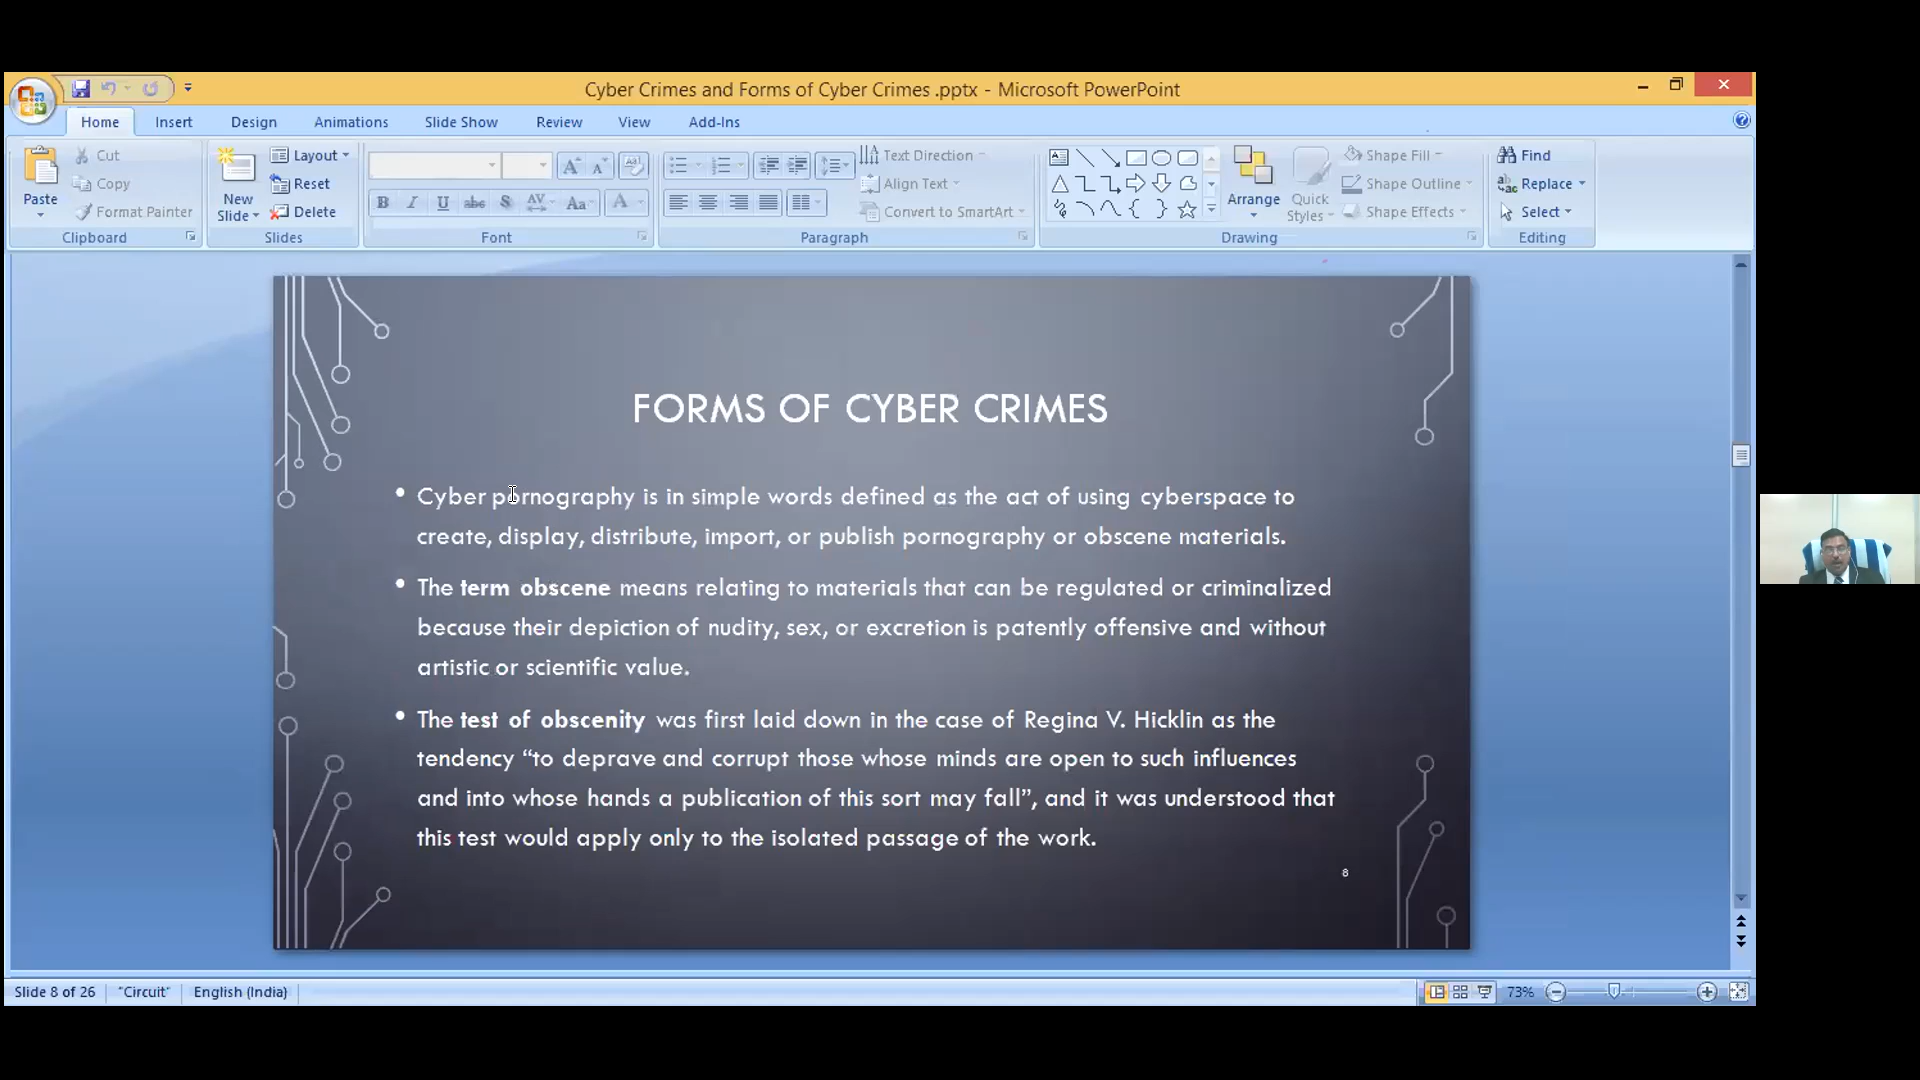 Cyber Crimes and Forms of Cyber Crimes .pptx - Microsoft PowerPoint
Home Insert Design Animations Slide Show Review View Add-Ins
Paste
Cut
Copy
Format Painter
Clipboard
New
Slide
Layout
Reset
Delete
Slides
B I U abc S AV Aa A
Font
Text Direction
Align Text
Convert to SmartArt
Paragraph
Arrange
Quick
Styles
Shape Fill
Shape Outline
Shape Effects
Drawing
Find
Replace
Select
Editing
FORMS OF CYBER CRIMES
• Cyber pornography is in simple words defined as the act of using cyberspace to
create, display, distribute, import, or publish pornography or obscene materials.
• The term obscene means relating to materials that can be regulated or criminalized
because their depiction of nudity, sex, or excretion is patently offensive and without
artistic or scientific value.
• The test of obscenity was first laid down in the case of Regina V. Hicklin as the
tendency “to deprave and corrupt those whose minds are open to such influences
and into whose hands a publication of this sort may fall”, and it was understood that
this test would apply only to the isolated passage of the work.
8
Slide 8 of 26 "Circuit" English (India) 73%